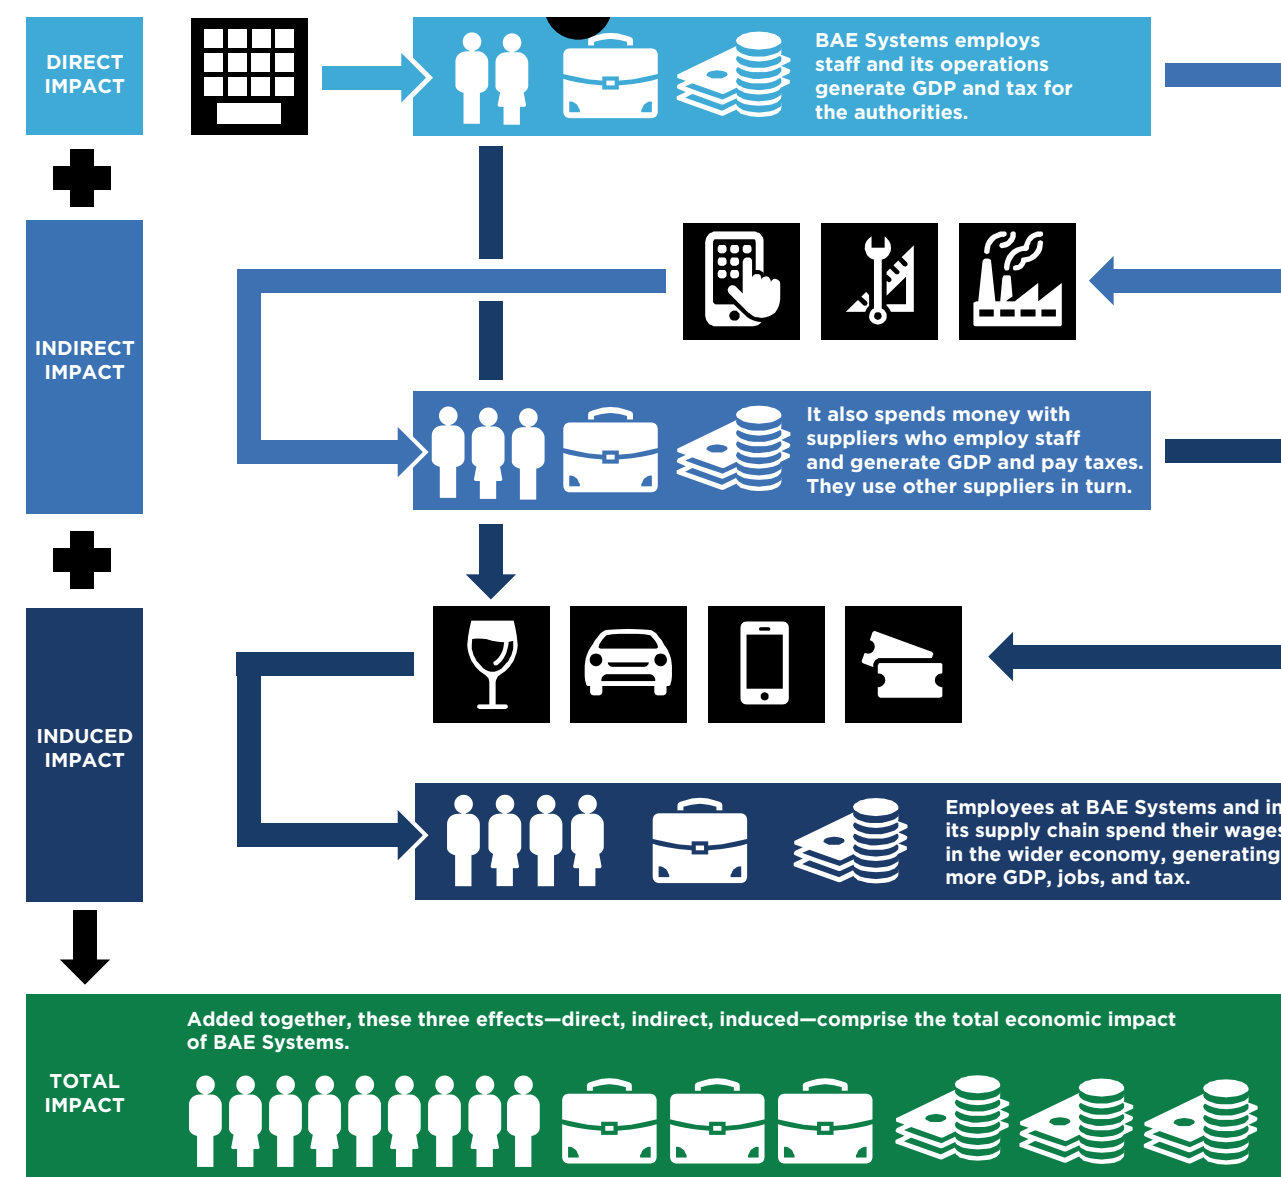 DIRECT
IMPACT
BAE Systems employs
staff and its operations
generate GDP and tax for
the authorities.
INDIRECT
IMPACT
It also spends money with
suppliers who employ staff
and generate GDP and pay taxes.
They use other suppliers in turn.
INDUCED
IMPACT
Employees at BAE Systems and in
its supply chain spend their wages
in the wider economy, generating
more GDP, jobs, and tax.
TOTAL
IMPACT
Added together, these three effects—direct, indirect, induced—comprise the total economic impact
of BAE Systems.